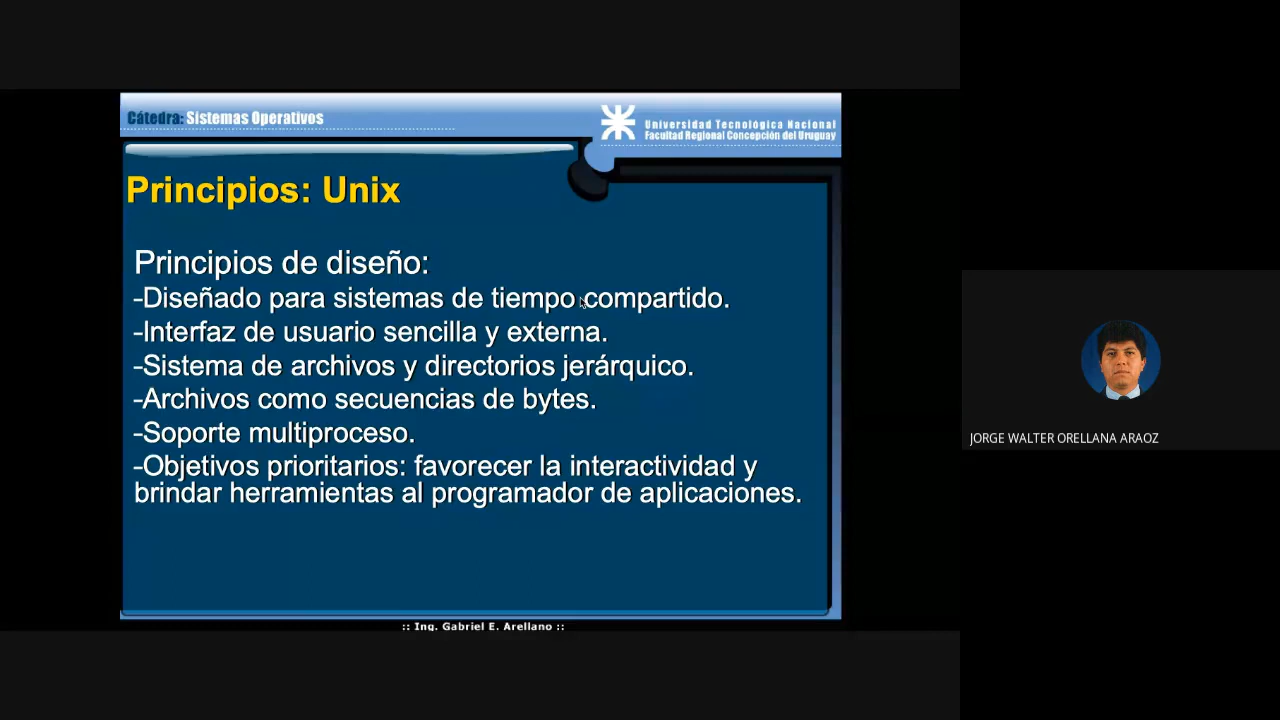 Cátedra: Sistemas Operativos
Universidad Tecnológica Nacional
Facultad Regional Concepción del Uruguay
Principios: Unix
Principios de diseño:
-Diseñado para sistemas de tiempo compartido.
-Interfaz de usuario sencilla y externa.
-Sistema de archivos y directorios jerárquico.
-Archivos como secuencias de bytes.
-Soporte multiproceso.
-Objetivos prioritarios: favorecer la interactividad y
brindar herramientas al programador de aplicaciones.
:: Ing. Gabriel E. Arellano ::
JORGE WALTER ORELLANA ARAOZ